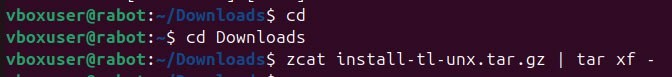 vboxuser@rabot:~/Downloads$ cd
vboxuser@rabot:~$ cd Downloads
vboxuser@rabot:~/Downloads$ zcat install-tl-unx.tar.gz | tar xf -